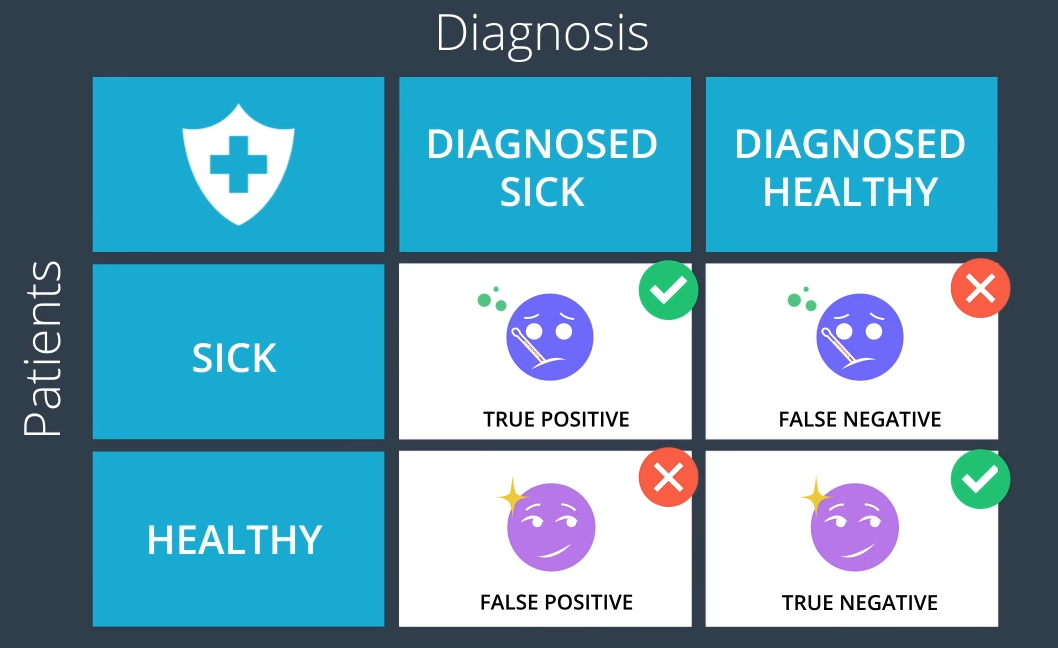 Diagnosis
DIAGNOSED
SICK
DIAGNOSED
HEALTHY
Patients
SICK
TRUE POSITIVE
FALSE NEGATIVE
HEALTHY
FALSE POSITIVE
TRUE NEGATIVE